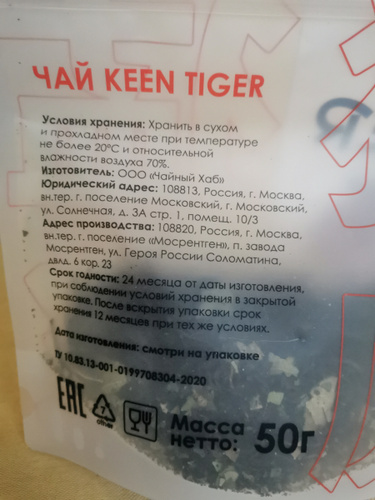 ЧАЙ KEEN TIGER
Условия хранения: Хранить в сухом
и прохладном месте при температуре
не более 20°С и относительной
влажности воздуха 70%.
Изготовитель: ООО «Чайный Хаб»
Юридический адрес: 108813, Россия, г. Москва,
вн.тер. г. поселение Московский, г. Московский,
ул. Солнечная, д. 3А стр. 1, помещ. 10/3
Адрес производства: 108820, Россия, г. Москва,
вн.тер. г. поселение «Мосрентген», п. завода
Мосрентген, ул. Героя России Соломатина,
двлд. 6 кор. 23
Срок годности: 24 месяца от даты изготовления,
при соблюдении условий хранения в закрытой
упаковке. После вскрытия упаковки срок
хранения 12 месяцев при тех же условиях.
Дата изготовления: смотри на упаковке
ТУ 10.83.13-001-0199708304-2020
ЕАС
7
Масса
нетто: 50г